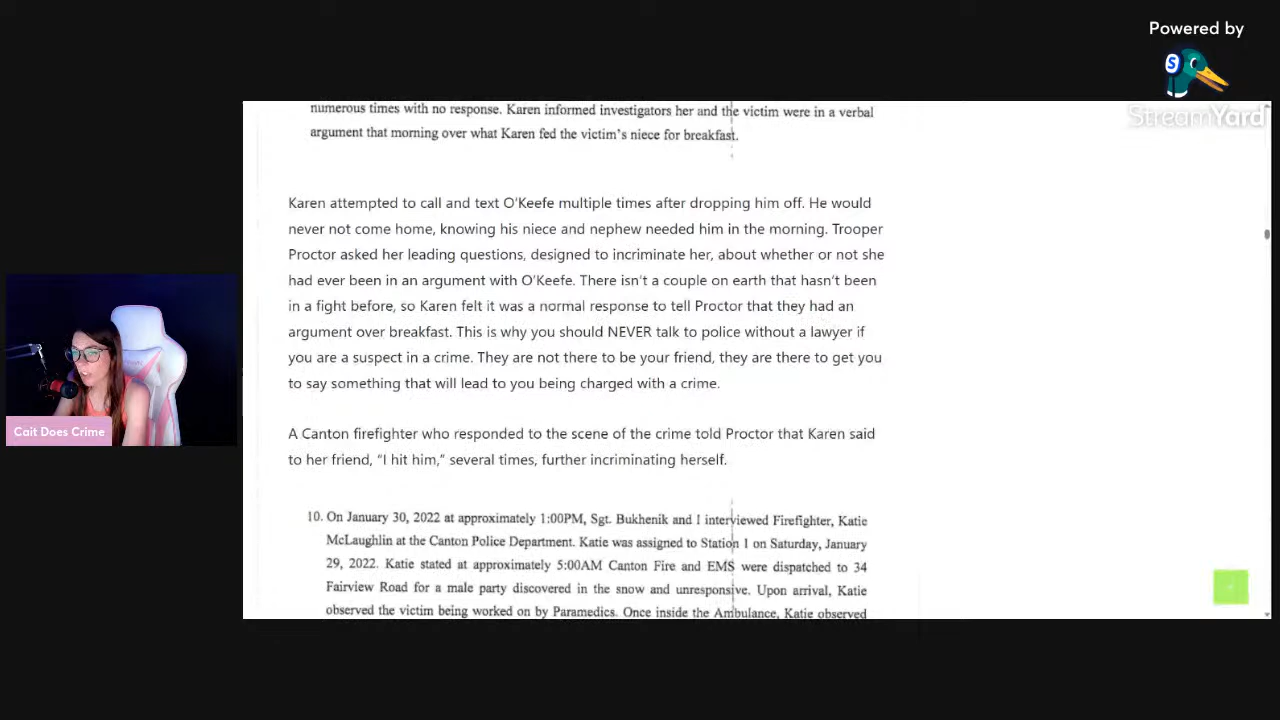 Powered by
S
StreamYard
numerous times with no response. Karen informed investigators her and the victim were in a verbal
argument that morning over what Karen fed the victim's niece for breakfast.
Karen attempted to call and text O'Keefe multiple times after dropping him off. He would
never not come home, knowing his niece and nephew needed him in the morning. Trooper
Proctor asked her leading questions, designed to incriminate her, about whether or not she
had ever been in an argument with O'Keefe. There isn't a couple on earth that hasn't been
in a fight before, so Karen felt it was a normal response to tell Proctor that they had an
argument over breakfast. This is why you should NEVER talk to police without a lawyer if
you are a suspect in a crime. They are not there to be your friend, they are there to get you
to say something that will lead to you being charged with a crime.
A Canton firefighter who responded to the scene of the crime told Proctor that Karen said
to her friend, “I hit him,” several times, further incriminating herself.
10. On January 30, 2022 at approximately 1:00PM, Sgt. Bukhenik and I interviewed Firefighter, Katie
McLaughlin at the Canton Police Department. Katie was assigned to Station 1 on Saturday, January
29, 2022. Katie stated at approximately 5:00AM Canton Fire and EMS were dispatched to 34
Fairview Road for a male party discovered in the snow and unresponsive. Upon arrival, Katie
observed the victim being worked on by Paramedics. Once inside the Ambulance, Katie observed
Cait Does Crime